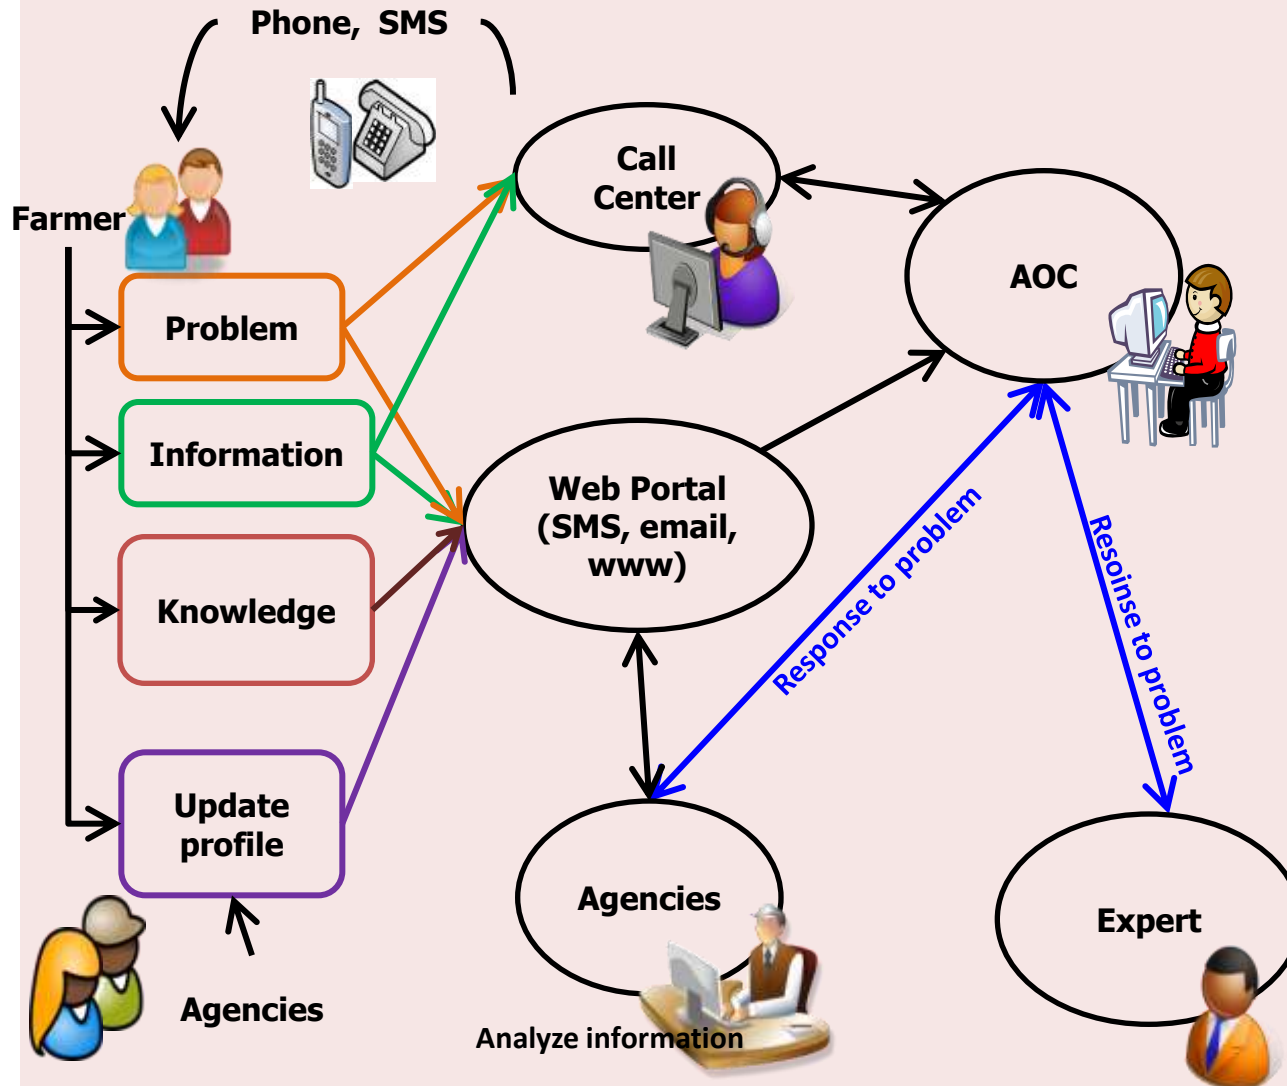 Phone, SMS
Call
Center
Farmer
AOC
Problem
Information
Web Portal
(SMS, email,
www)
Knowledge
Response to problem
Resoinse to problem
Update
profile
Agencies
Expert
Agencies
Analyze information